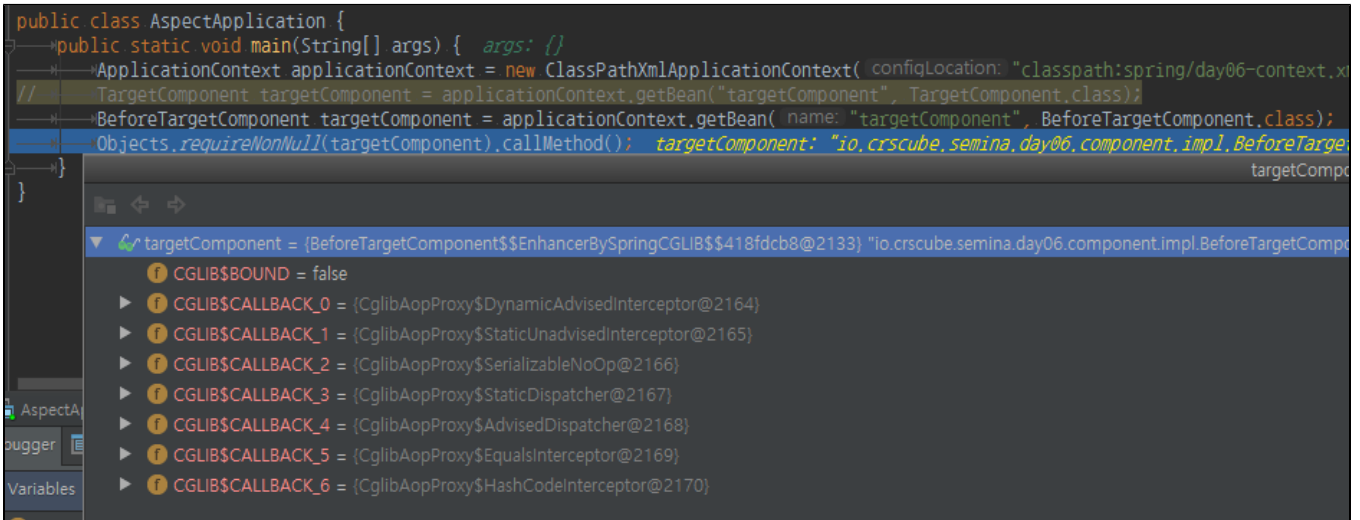 public class AspectApplication {
public static void main(String[] args) { args: {}
ApplicationContext applicationContext = new ClassPathXmlApplicationContext( configLocation: "classpath:spring/day06-context.xm
// TargetComponent targetComponent = applicationContext.getBean("targetComponent", TargetComponent.class);
BeforeTargetComponent targetComponent = applicationContext.getBean( name: "targetComponent", BeforeTargetComponent.class);
Objects.requireNonNull(targetComponent).callMethod(); targetComponent: "io.crscube.semina.day06.component.impl.BeforeTarget
}
targetCompo
}
targetComponent = {BeforeTargetComponent$$EnhancerBySpringCGLIB$$418fdcb8@2133} "io.crscube.semina.day06.component.impl.BeforeTargetCompo
f CGLIB$BOUND = false
f CGLIB$CALLBACK_0 = {CglibAopProxy$DynamicAdvisedInterceptor@2164}
f CGLIB$CALLBACK_1 = {CglibAopProxy$StaticUnadvisedInterceptor@2165}
f CGLIB$CALLBACK_2 = {CglibAopProxy$SerializableNoOp@2166}
f CGLIB$CALLBACK_3 = {CglibAopProxy$StaticDispatcher@2167}
AspectAp
f CGLIB$CALLBACK_4 = {CglibAopProxy$AdvisedDispatcher@2168}
bugger
f CGLIB$CALLBACK_5 = {CglibAopProxy$EqualsInterceptor@2169}
Variables
f CGLIB$CALLBACK_6 = {CglibAopProxy$HashCodeInterceptor@2170}